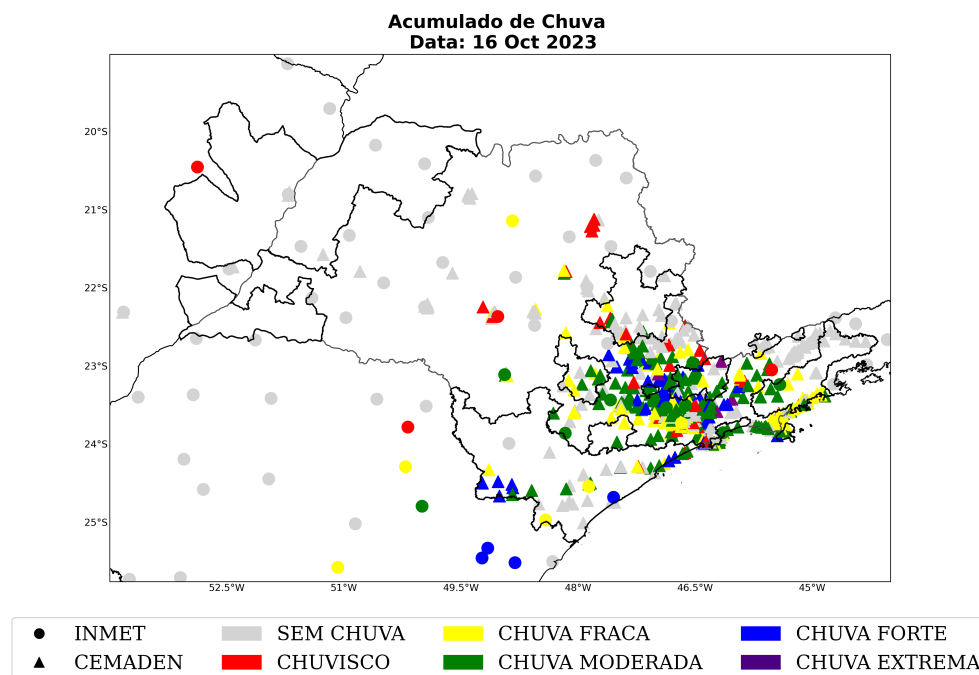 Acumulado de Chuva
Data: 16 Oct 2023
20°S
21°S
22°S
23°S
24°S
25°S
52.5°W 51°W 49.5°W 48°W 46.5°W 45°W
INMET SEM CHUVA CHUVA FRACA CHUVA FORTE
CEMADEN CHUVISCO CHUVA MODERADA CHUVA EXTREMA